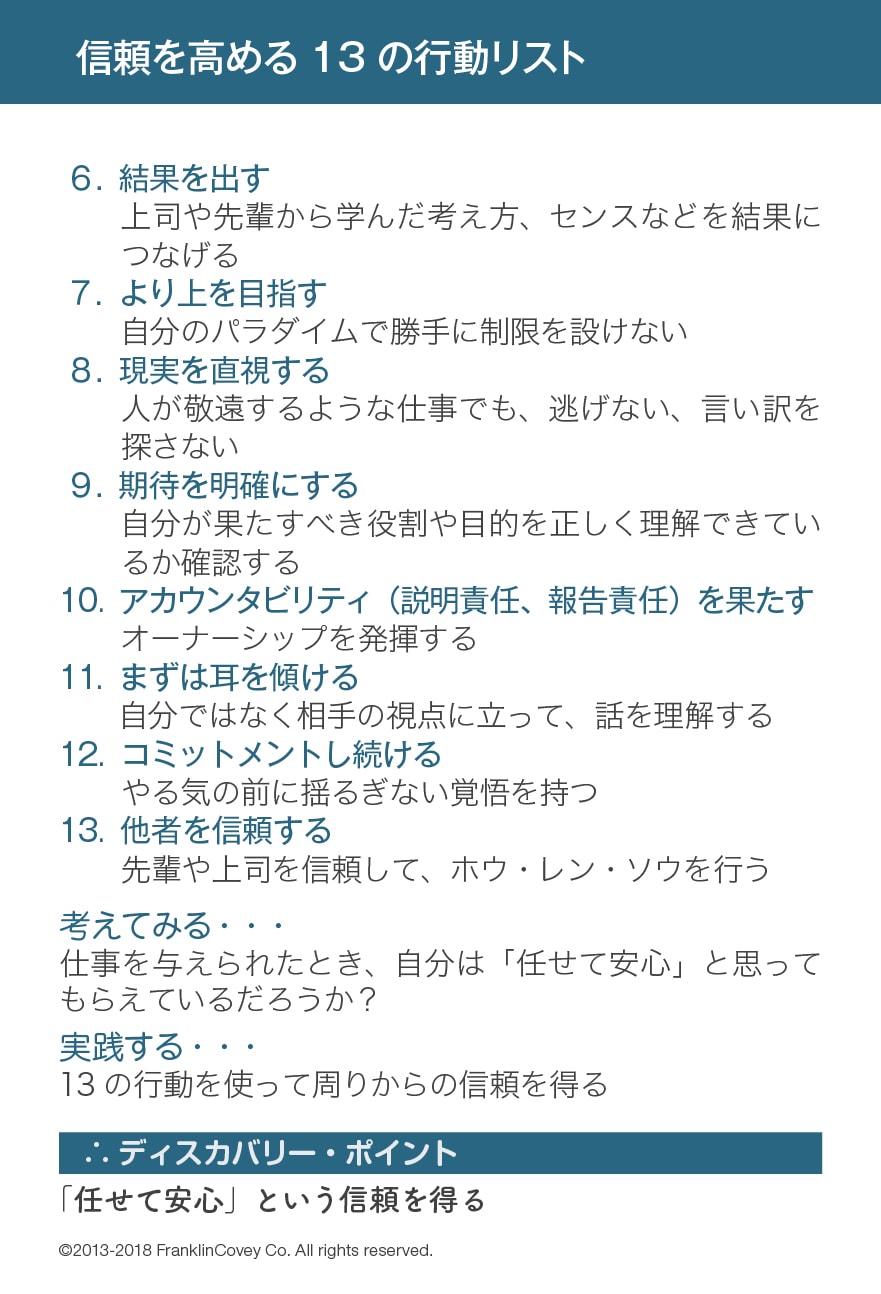 信頼を高める 13 の行動リスト
6. 結果を出す
上司や先輩から学んだ考え方、センスなどを結果に
つなげる
7. より上を目指す
自分のパラダイムで勝手に制限を設けない
8. 現実を直視する
人が敬遠するような仕事でも、逃げない、言い訳を
探さない
9. 期待を明確にする
自分が果たすべき役割や目的を正しく理解できてい
るか確認する
10. アカウンタビリティ（説明責任、報告責任）を果たす
オーナーシップを発揮する
11. まずは耳を傾ける
自分ではなく相手の視点に立って、話を理解する
12. コミットメントし続ける
やる気の前に揺るぎない覚悟を持つ
13. 他者を信頼する
先輩や上司を信頼して、ホウ・レン・ソウを行う
考えてみる・・・
仕事を与えられたとき、自分は「任せて安心」と思って
もらえているだろうか？
実践する・・・
13 の行動を使って周りからの信頼を得る
∴ ディスカバリー・ポイント
「任せて安心」という信頼を得る
©2013-2018 FranklinCovey Co. All rights reserved.